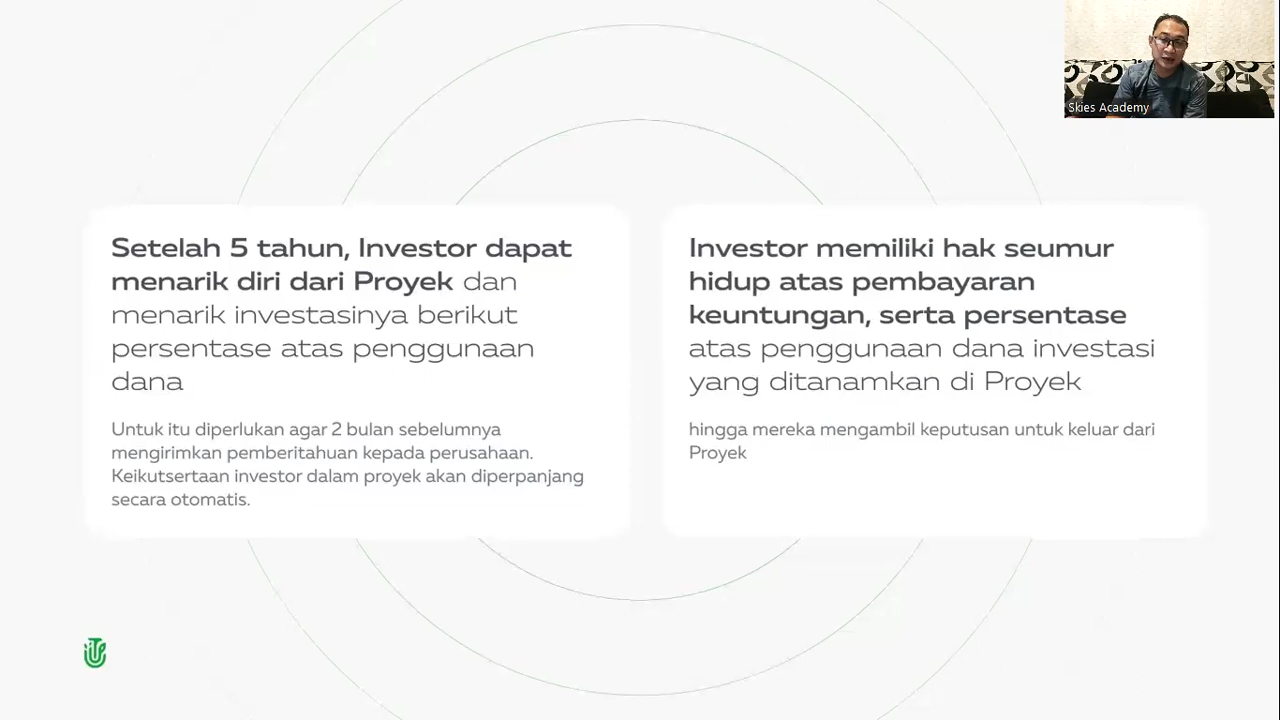 Skies Academy
Setelah 5 tahun, Investor dapat
menarik diri dari Proyek dan
menarik investasinya berikut
persentase atas penggunaan
dana
Untuk itu diperlukan agar 2 bulan sebelumnya
mengirimkan pemberitahuan kepada perusahaan.
Keikutsertaan investor dalam proyek akan diperpanjang
secara otomatis.
Investor memiliki hak seumur
hidup atas pembayaran
keuntungan, serta persentase
atas penggunaan dana investasi
yang ditanamkan di Proyek
hingga mereka mengambil keputusan untuk keluar dari
Proyek